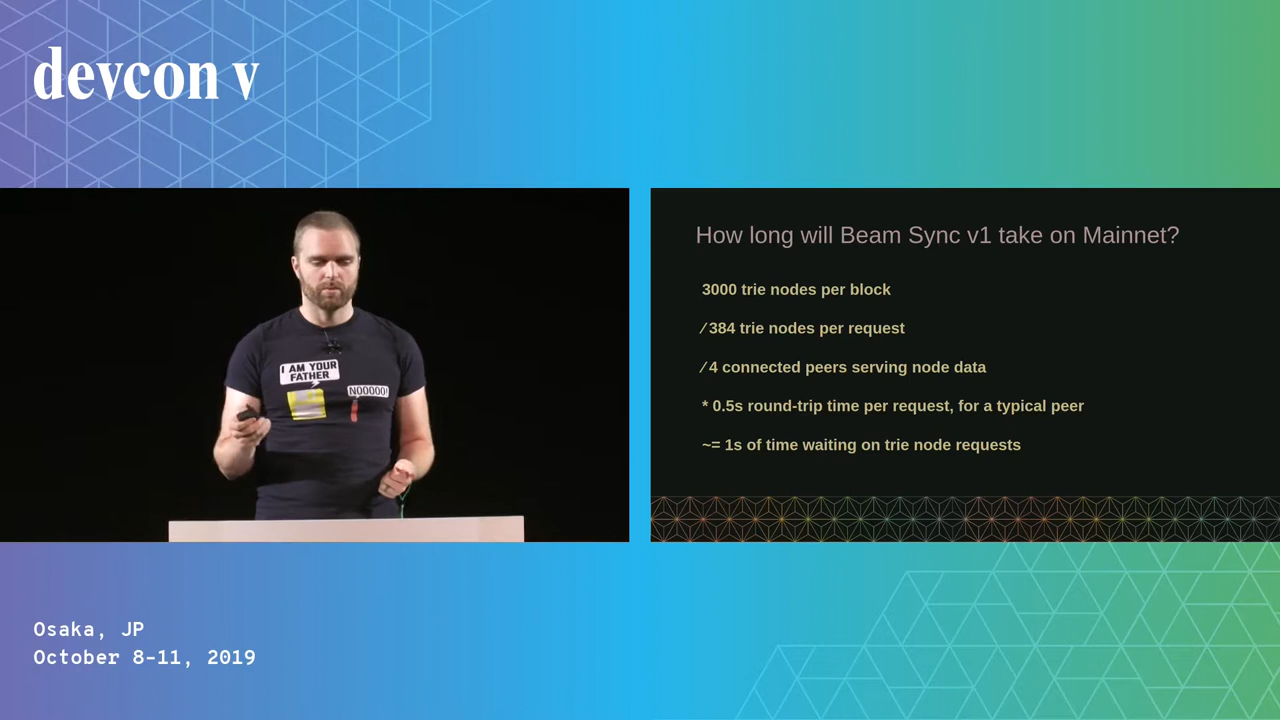 devcon v
I AM YOUR
FATHER
NOOOOO!
How long will Beam Sync v1 take on Mainnet?
3000 trie nodes per block
/ 384 trie nodes per request
/ 4 connected peers serving node data
* 0.5s round-trip time per request, for a typical peer
~= 1s of time waiting on trie node requests
Osaka, JP
October 8-11, 2019